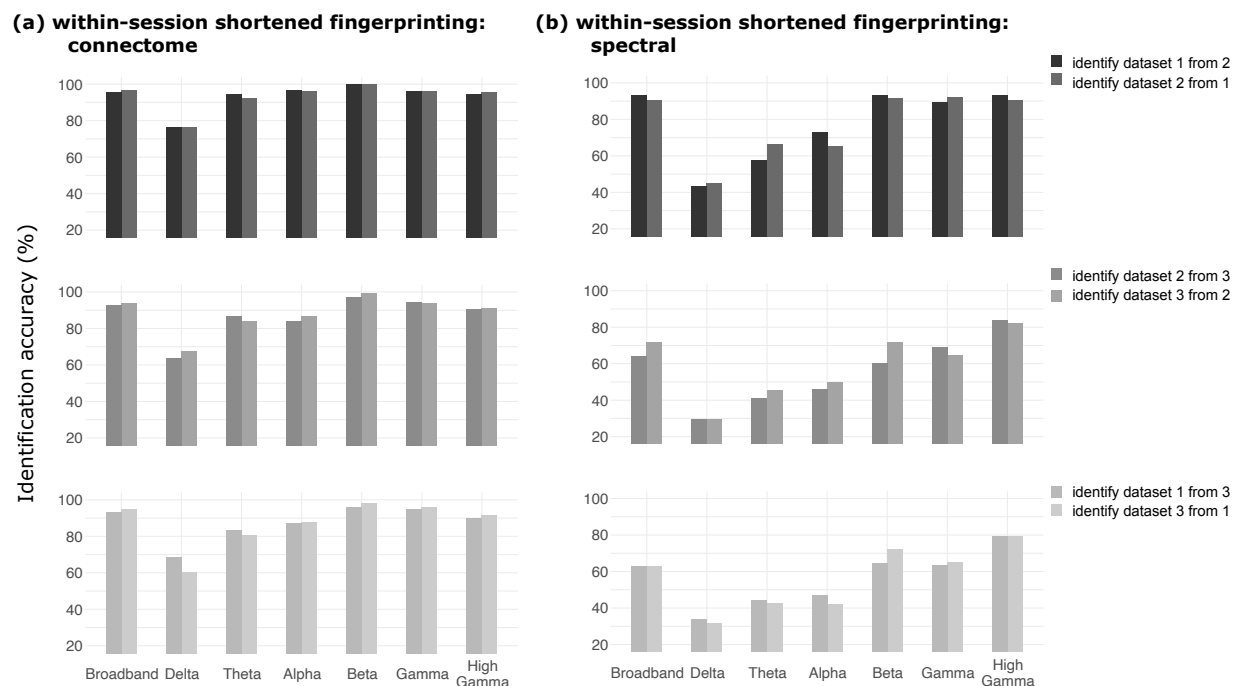 (a) within-session shortened fingerprinting:
connectome
(b) within-session shortened fingerprinting:
spectral
Identification accuracy (%)
100
80
60
40
20
100
80
60
40
20
identify dataset 1 from 2
identify dataset 2 from 1
100
80
60
40
20
100
80
60
40
20
identify dataset 2 from 3
identify dataset 3 from 2
100
80
60
40
20
100
80
60
40
20
identify dataset 1 from 3
identify dataset 3 from 1
Broadband Delta Theta Alpha Beta Gamma High
Gamma
Broadband Delta Theta Alpha Beta Gamma High
Gamma